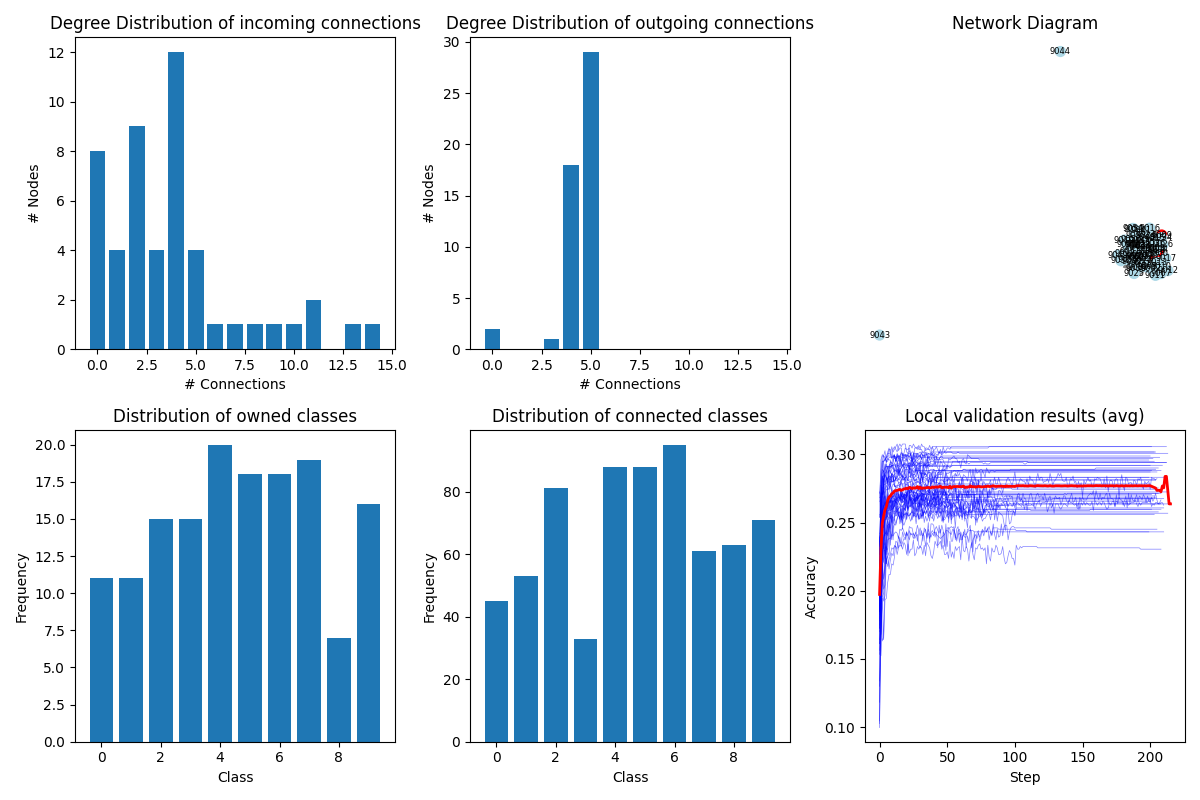 Degree Distribution of incoming connections
# Nodes
12
10
8
6
4
2
0
0.0 2.5 5.0 7.5 10.0 12.5 15.0
# Connections
Degree Distribution of outgoing connections
# Nodes
30
25
20
15
10
5
0
0.0 2.5 5.0 7.5 10.0 12.5 15.0
# Connections
Network Diagram
9044
9043
Distribution of owned classes
Frequency
20.0
17.5
15.0
12.5
10.0
7.5
5.0
2.5
0.0
0 2 4 6 8
Class
Distribution of connected classes
Frequency
80
60
40
20
0
0 2 4 6 8
Class
Local validation results (avg)
Accuracy
0.30
0.25
0.20
0.15
0.10
0 50 100 150 200
Step